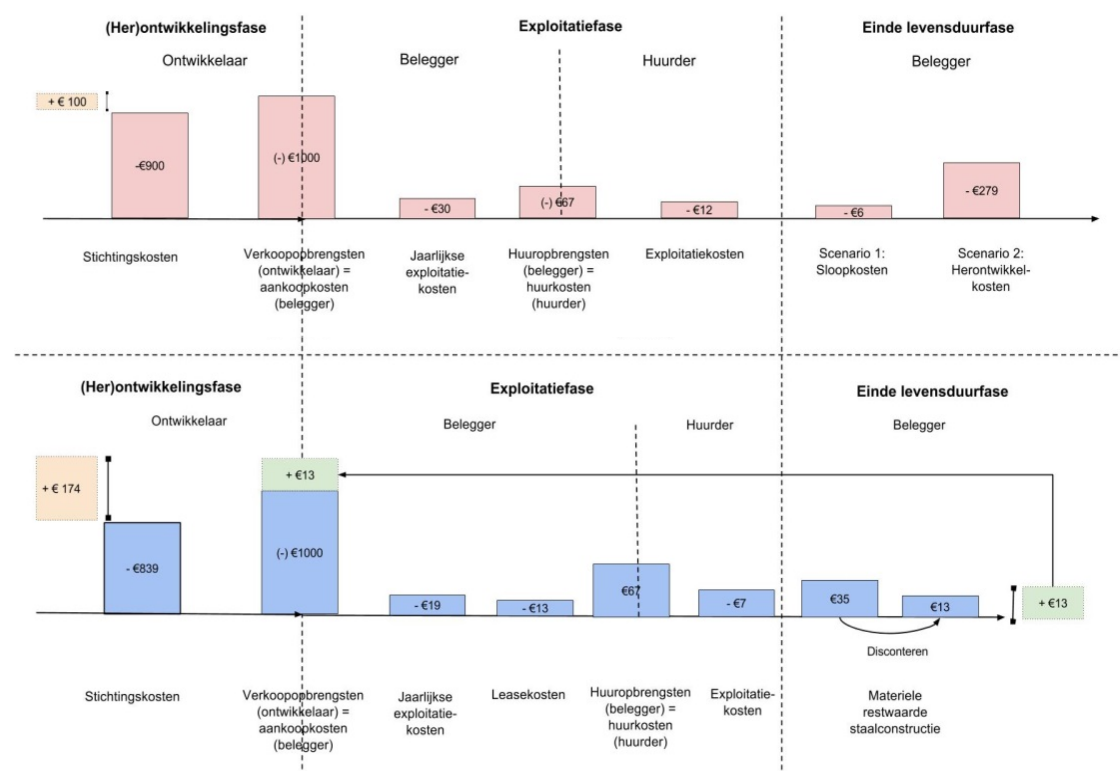 (Her)ontwikkelingsfase
Exploitatiefase
Einde levensduurfase
Ontwikkelaar
Belegger
Huurder
Belegger
+ € 100
-€900
(-) €1000
- €30
(-) €67
- €12
- €6
- €279
Stichtingskosten
Verkoopopbrengsten
(ontwikkelaar) =
aankoopkosten
(belegger)
Jaarlijkse
exploitatie-
kosten
Huuropbrengsten
(belegger) =
huurkosten
(huurder)
Exploitatiekosten
Scenario 1:
Sloopkosten
Scenario 2:
Herontwikkel-
kosten
(Her)ontwikkelingsfase
Exploitatiefase
Einde levensduurfase
Ontwikkelaar
Belegger
Huurder
Belegger
+ € 174
- €839
+ €13
(-) €1000
- €19
- €13
€67
- €7
€35
€13
+ €13
Disconteren
Stichtingskosten
Verkoopopbrengsten
(ontwikkelaar) =
aankoopkosten
(belegger)
Jaarlijkse
exploitatie-
kosten
Leasekosten
Huuropbrengsten
(belegger) =
huurkosten
(huurder)
Exploitatie-
kosten
Materiele
restwaarde
staalconstructie